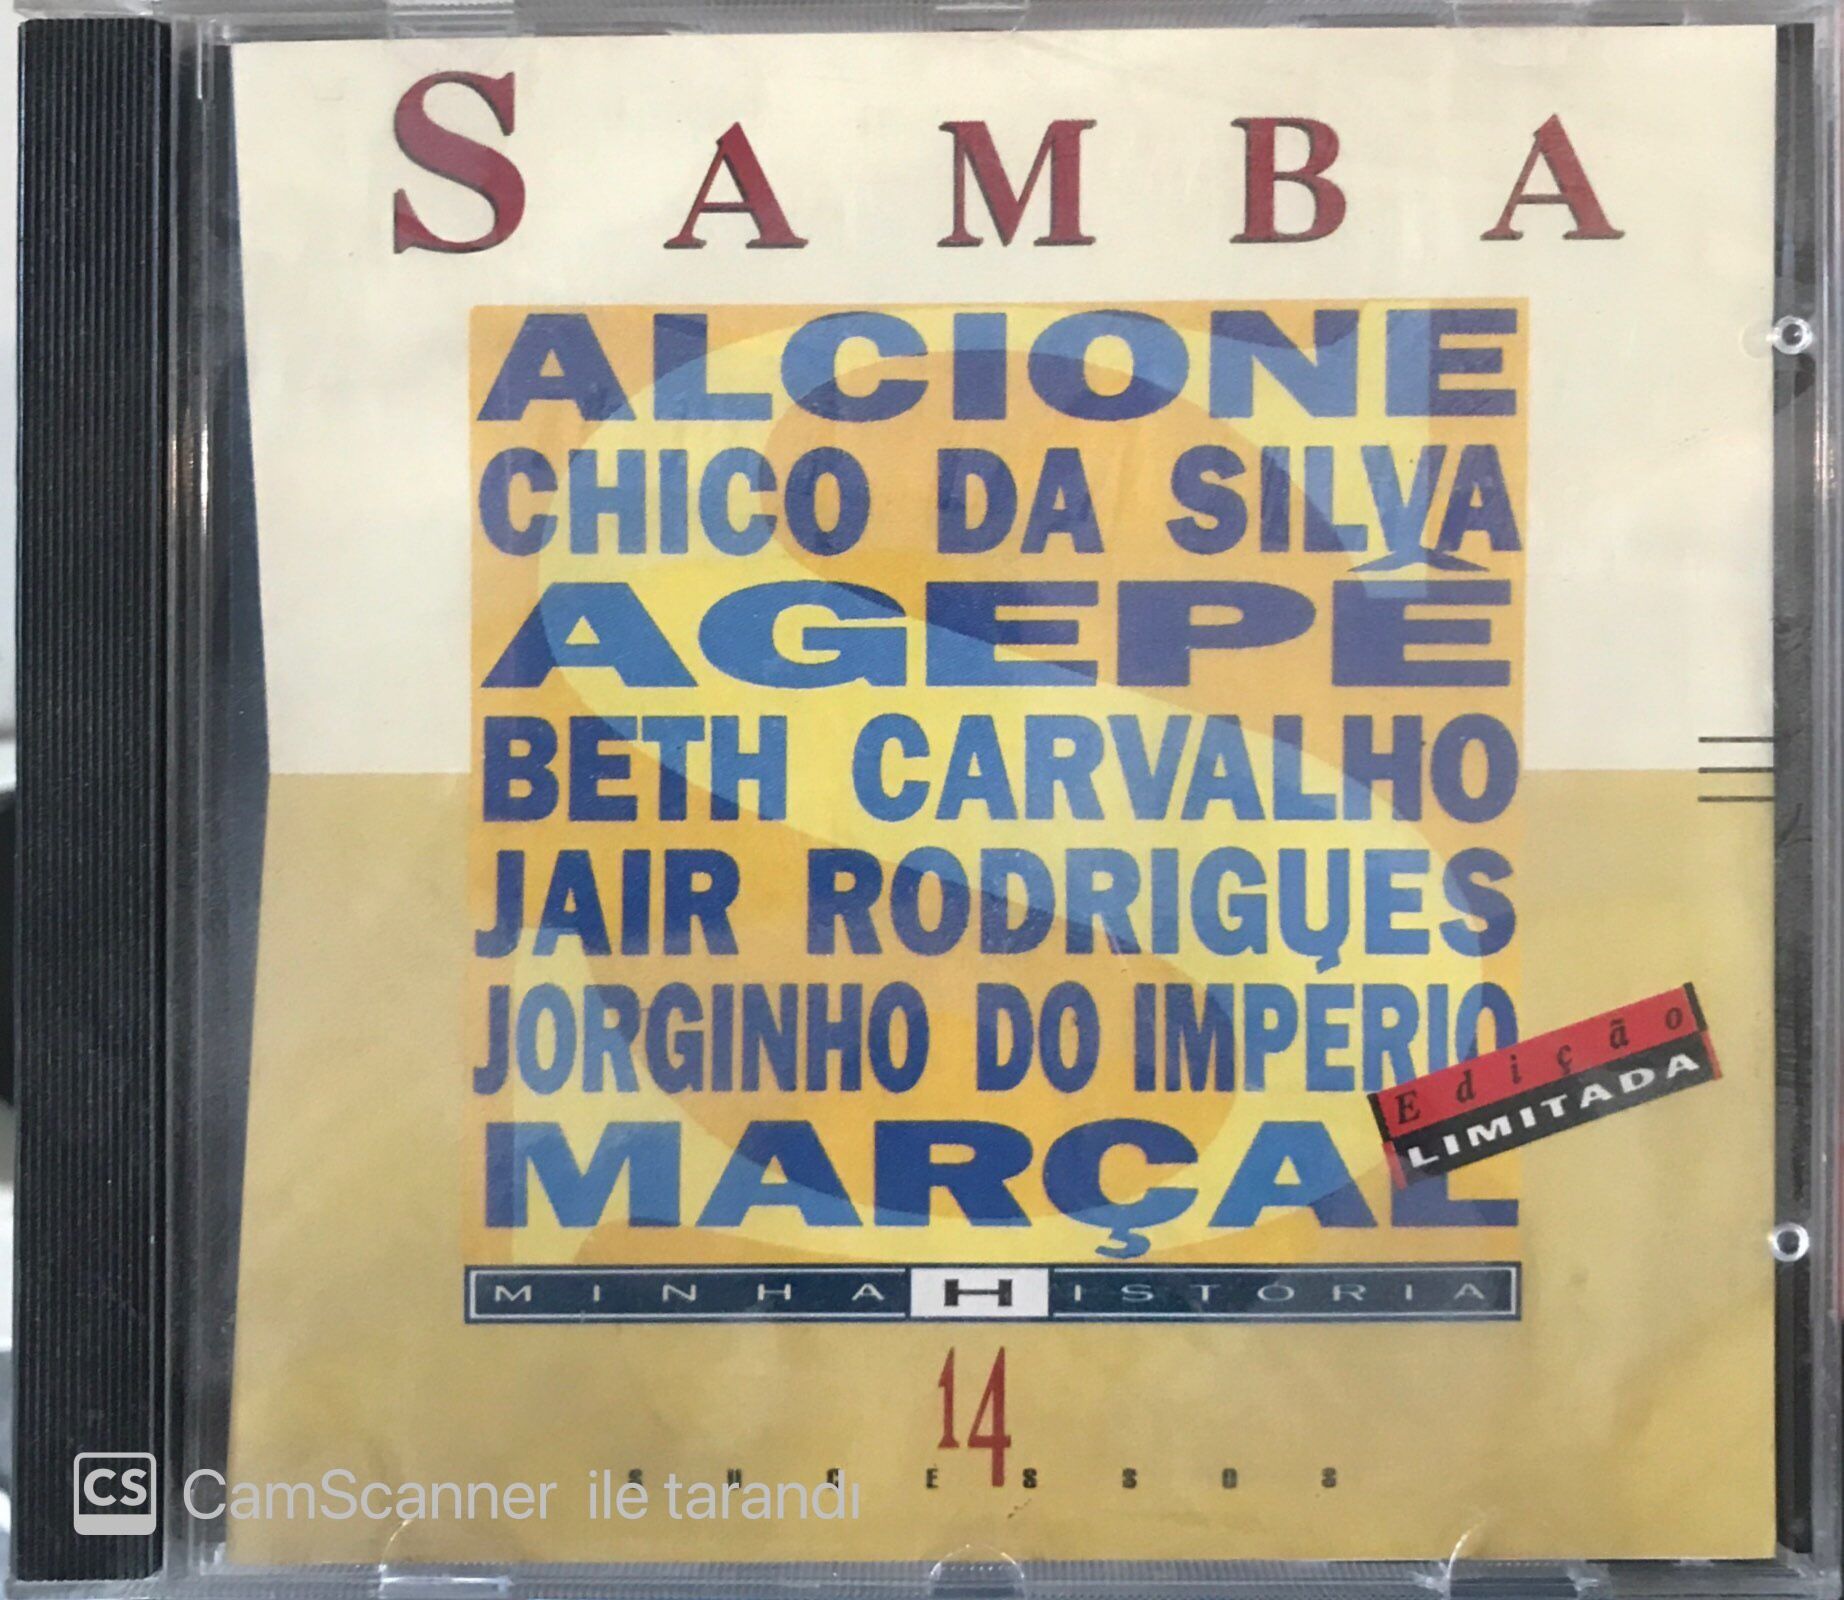 SAMBA
ALCIONE
CHICO DA SILVA
AGEPÊ
BETH CARVALHO
JAIR RODRIGUES
JORGINHO DO IMPÉRIO
MARÇAL
Edição
LIMITADA
MINHA HISTÓRIA
14
SUCESSOS
CS CamScanner ile tarandı